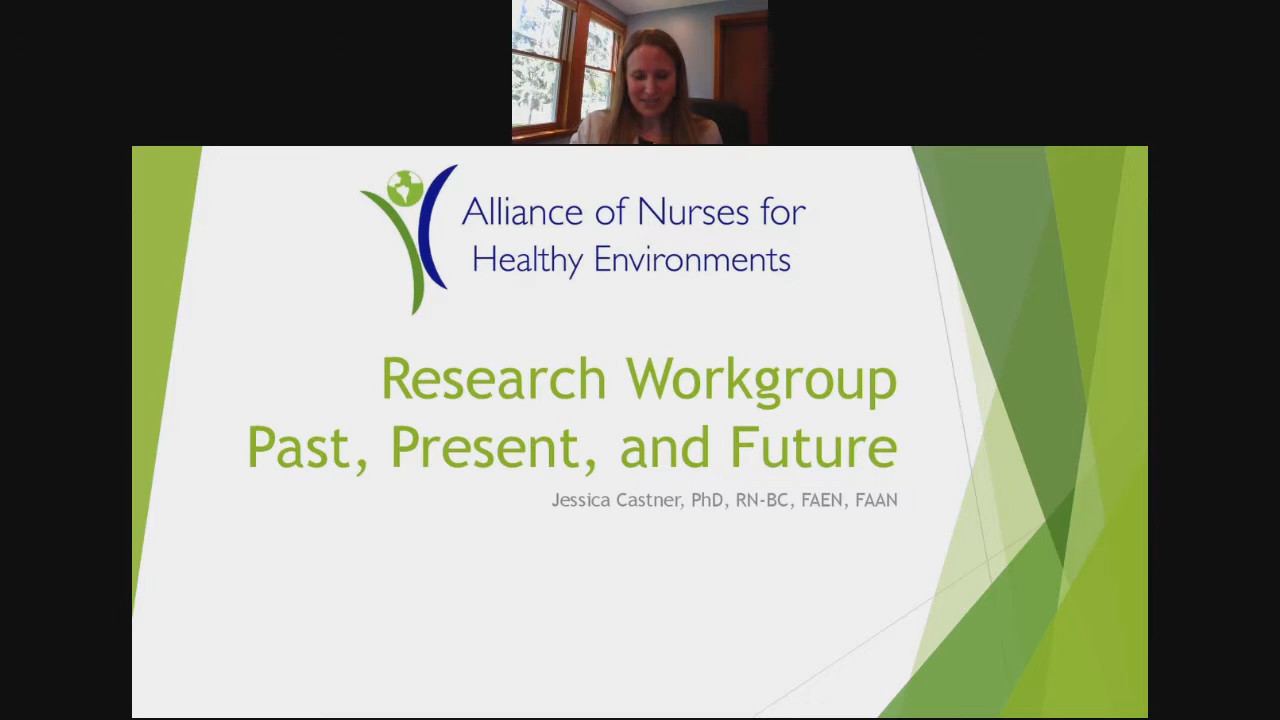 Alliance of Nurses for
Healthy Environments
Research Workgroup
Past, Present, and Future
Jessica Castner, PhD, RN-BC, FAEN, FAAN